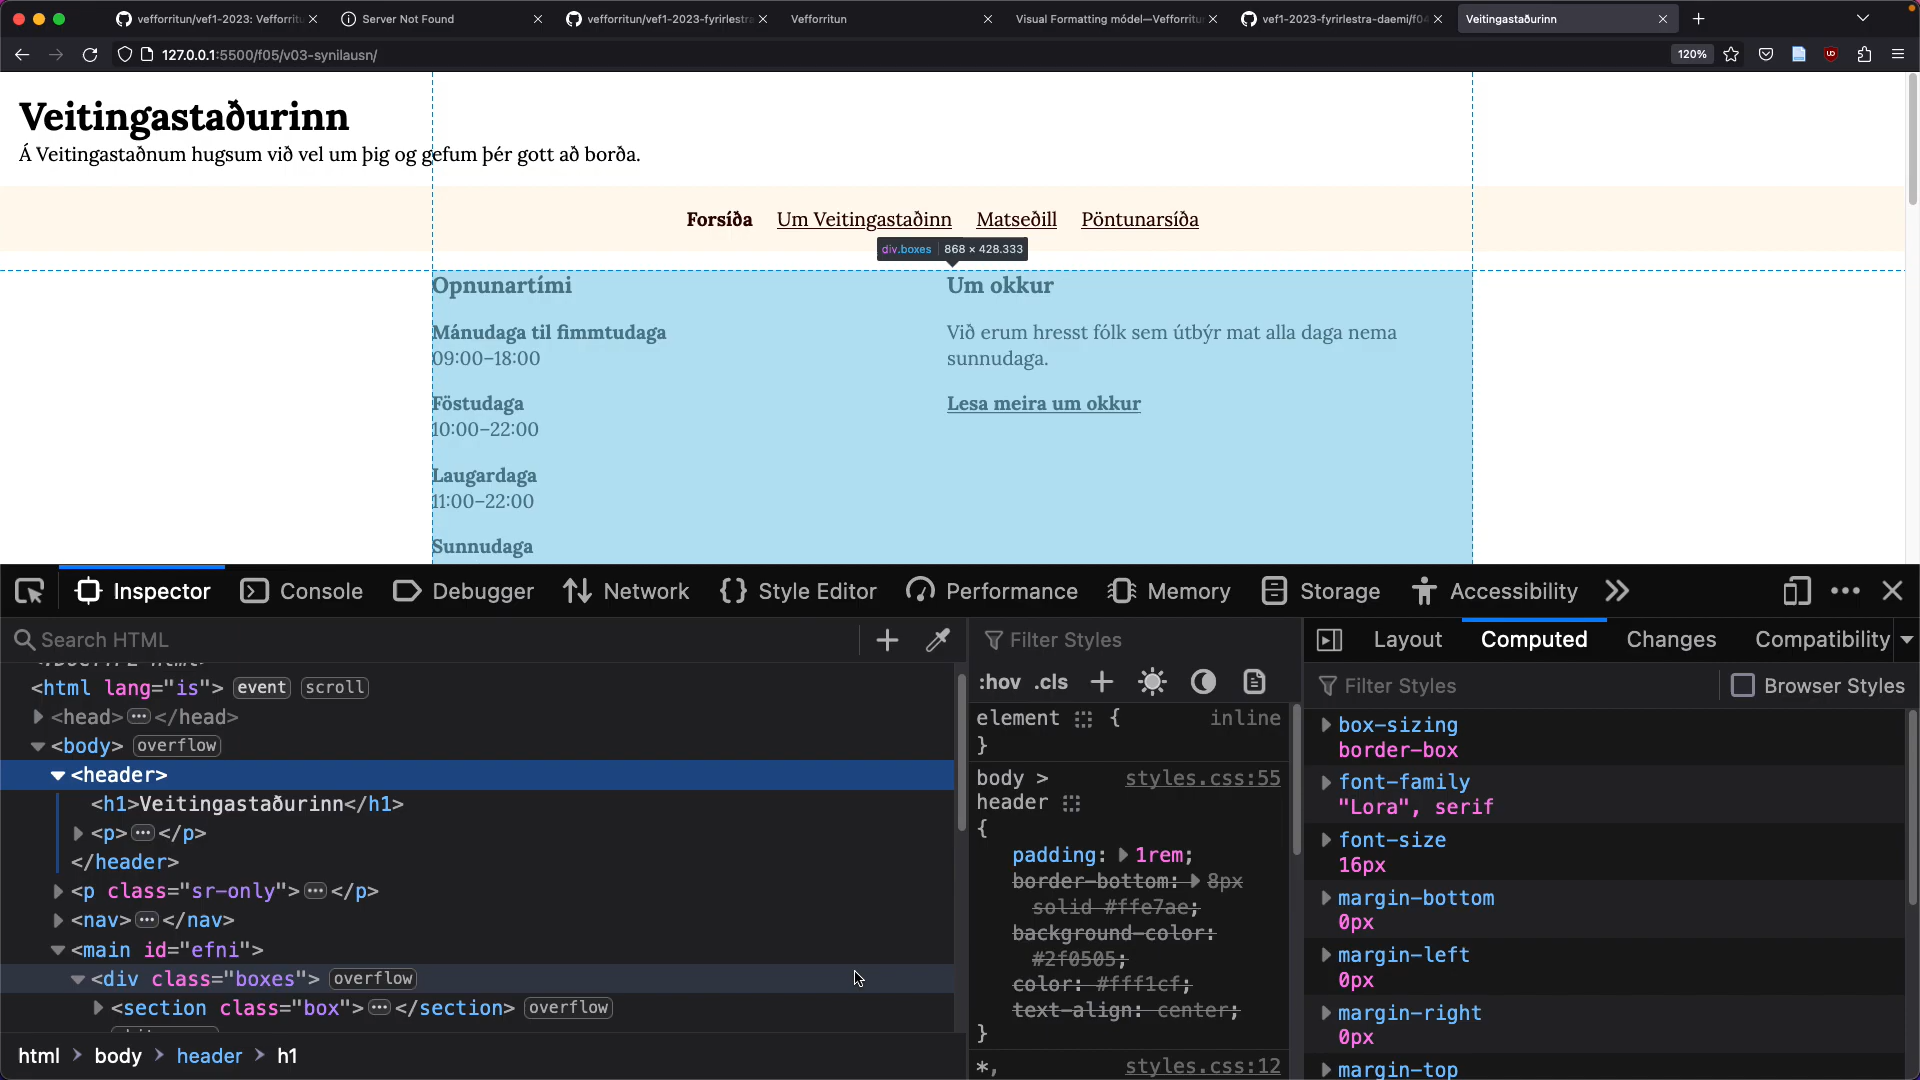 vefforritun/vef1-2023: Vefforritu
Server Not Found
vefforritun/vef1-2023-fyrirlestra
Vefforritun
Visual Formatting módel—Vefforritu
vef1-2023-fyrirlestra-daemi/f04
Veitingastaðurinn
127.0.0.1:5500/f05/v03-synilausn/
120%
Veitingastaðurinn
Á Veitingastaðnum hugsum við vel um þig og gefum þér gott að borða.
Forsíða Um Veitingastaðinn Matseðill Pöntunarsíða
div.boxes 868 × 428.333
Opnunartími
Mánudaga til fimmtudaga
09:00–18:00
Föstudaga
10:00–22:00
Laugardaga
11:00–22:00
Sunnudaga
Um okkur
Við erum hresst fólk sem útbýr mat alla daga nema
sunnudaga.
Lesa meira um okkur
Inspector Console Debugger Network Style Editor Performance Memory Storage Accessibility
Search HTML
<html lang="is"> event scroll
<head>⋯</head>
<body> overflow
<header>
<h1>Veitingastaðurinn</h1>
<p>⋯</p>
</header>
<p class="sr-only">⋯</p>
<nav>⋯</nav>
<main id="efni">
<div class="boxes"> overflow
<section class="box">⋯</section> overflow
html > body > header > h1
Filter Styles
:hov .cls
element { inline
}
body > styles.css:55
header
{
padding: 1rem;
border-bottom: 8px
solid #ffe7ae;
background-color:
#2f0505;
color: #fff1cf;
text-align: center;
}
*, styles.css:12
Layout Computed Changes Compatibility
Filter Styles Browser Styles
box-sizing
border-box
font-family
"Lora", serif
font-size
16px
margin-bottom
0px
margin-left
0px
margin-right
0px
margin-top